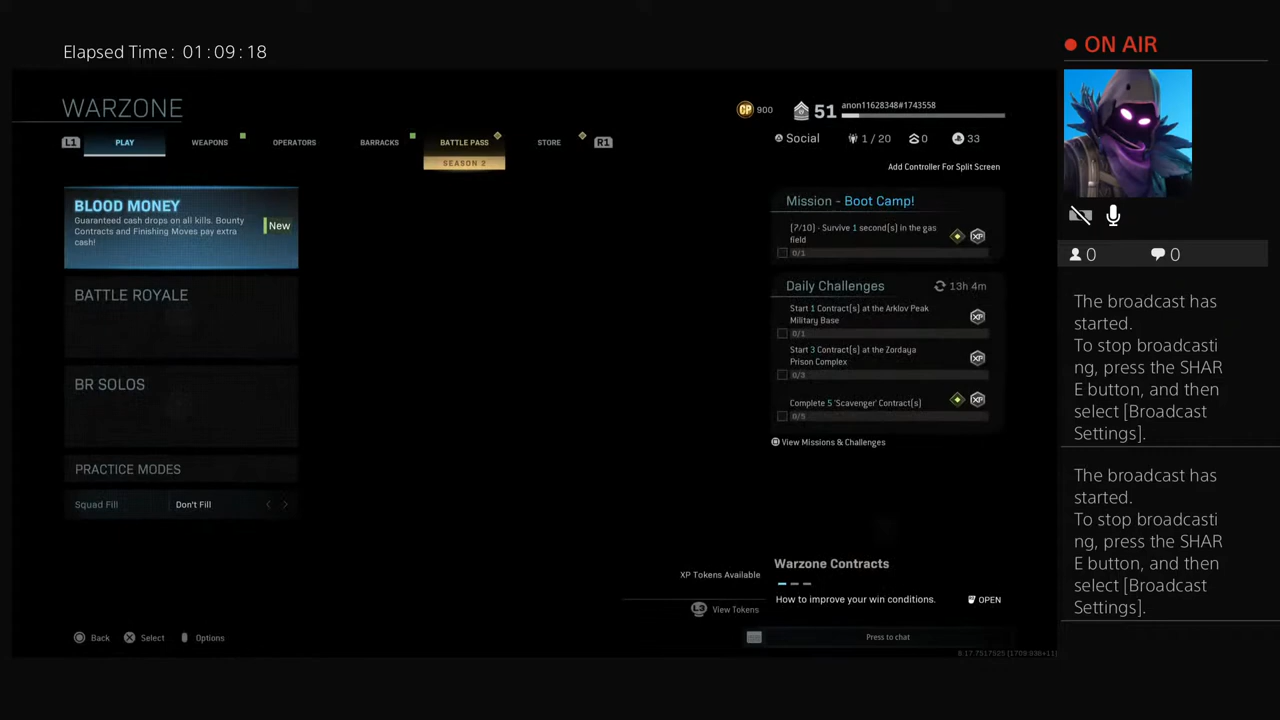 Elapsed Time: 01:09:18
ON AIR
WARZONE
CP 900
51
anon11628348#1743558
L1
PLAY
WEAPONS
OPERATORS
BARRACKS
BATTLE PASS
SEASON 2
STORE
R1
Social
1 / 20
0
33
Add Controller For Split Screen
BLOOD MONEY
Guaranteed cash drops on all kills. Bounty
Contracts and Finishing Moves pay extra
cash!
New
BATTLE ROYALE
BR SOLOS
PRACTICE MODES
Squad Fill
Don't Fill
Mission - Boot Camp!
[7/10] - Survive 1 second(s) in the gas
field
XP
0/1
Daily Challenges
13h 4m
Start 1 Contract(s) at the Arklov Peak
Military Base
XP
0/1
Start 3 Contract(s) at the Zordaya
Prison Complex
XP
0/3
Complete 5 'Scavenger' Contract(s)
XP
0/5
View Missions & Challenges
Warzone Contracts
XP Tokens Available
How to improve your win conditions.
OPEN
L3
View Tokens
Back
Select
Options
Press to chat
0
0
The broadcast has
started.
To stop broadcasti
ng, press the SHAR
E button, and then
select [Broadcast
Settings].
The broadcast has
started.
To stop broadcasti
ng, press the SHAR
E button, and then
select [Broadcast
Settings].